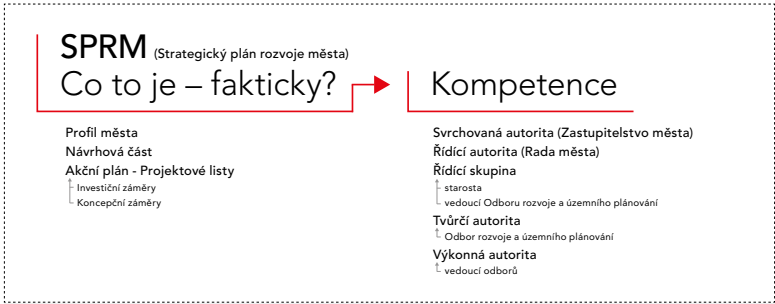 SPRM (Strategický plán rozvoje města)
Co to je – fakticky?
Profil města
Návrhová část
Akční plán - Projektové listy
Investiční záměry
Koncepční záměry
Kompetence
Svrchovaná autorita (Zastupitelstvo města)
Řídící autorita (Rada města)
Řídící skupina
starosta
vedoucí Odboru rozvoje a územního plánování
Tvůrčí autorita
Odbor rozvoje a územního plánování
Výkonná autorita
vedoucí odborů